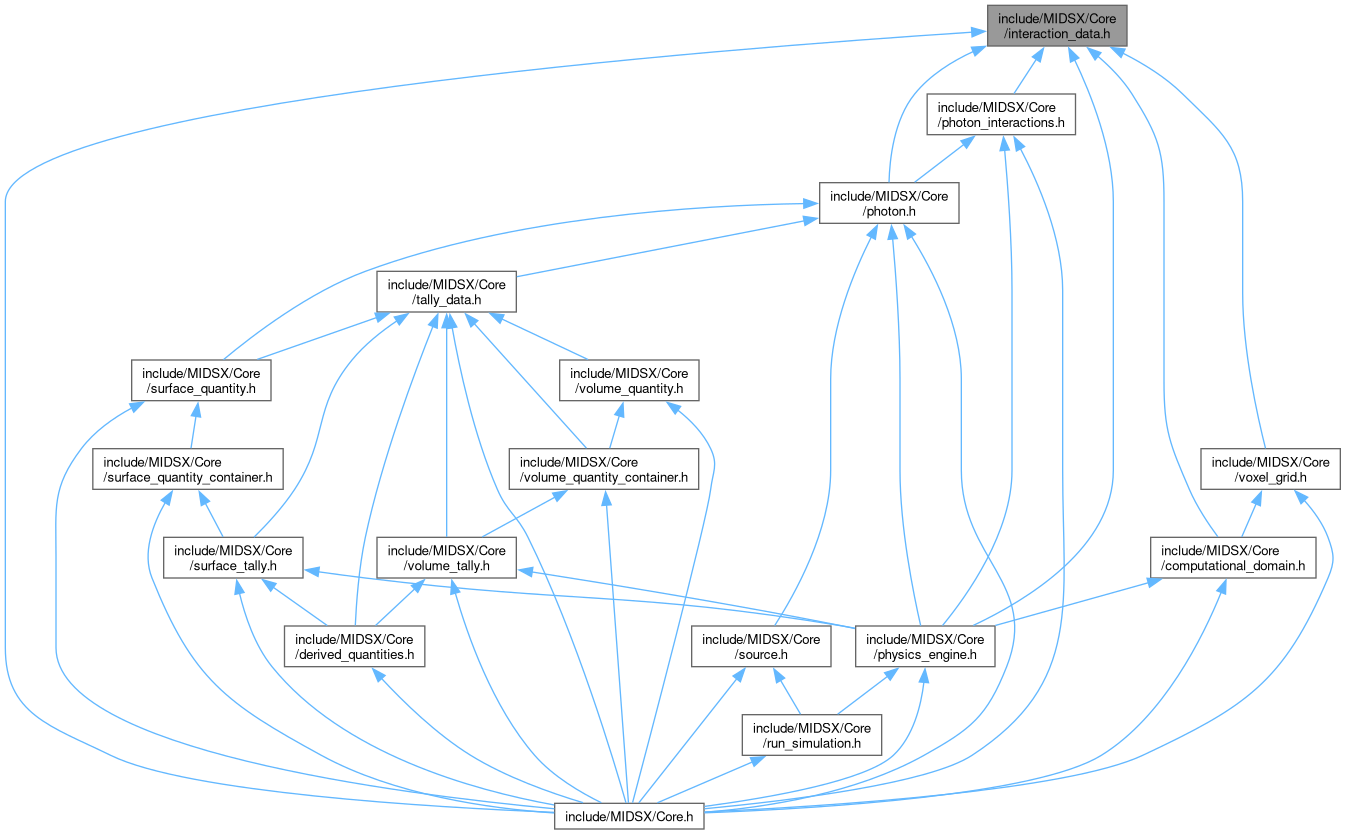 include/MIDSX/Core
/interaction_data.h
include/MIDSX/Core
/photon_interactions.h
include/MIDSX/Core
/photon.h
include/MIDSX/Core
/tally_data.h
include/MIDSX/Core
/surface_quantity.h
include/MIDSX/Core
/volume_quantity.h
include/MIDSX/Core
/surface_quantity_container.h
include/MIDSX/Core
/volume_quantity_container.h
include/MIDSX/Core
/voxel_grid.h
include/MIDSX/Core
/surface_tally.h
include/MIDSX/Core
/volume_tally.h
include/MIDSX/Core
/computational_domain.h
include/MIDSX/Core
/derived_quantities.h
include/MIDSX/Core
/source.h
include/MIDSX/Core
/physics_engine.h
include/MIDSX/Core
/run_simulation.h
include/MIDSX/Core.h